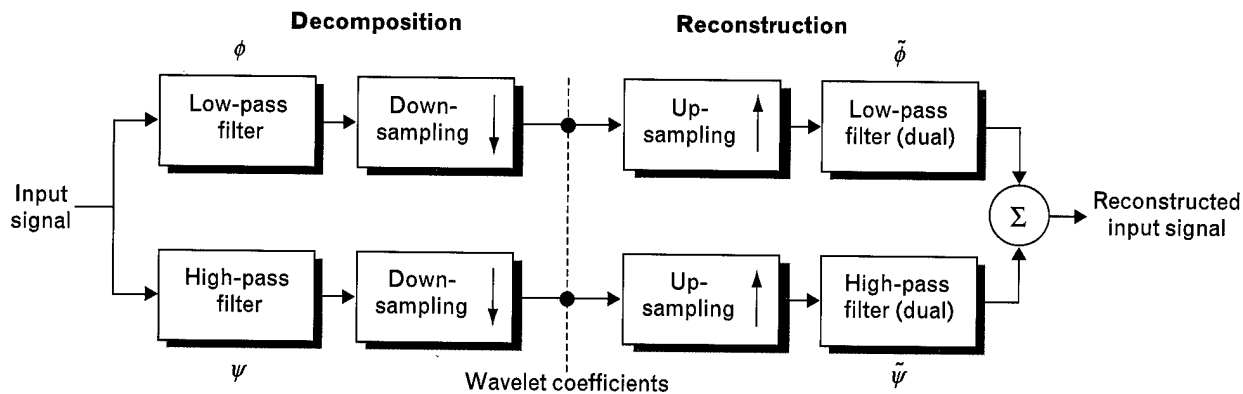 Decomposition
Reconstruction
ϕ
ϕ̃
Low-pass
filter
Down-
sampling
Up-
sampling
Low-pass
filter (dual)
Input
signal
Σ
Reconstructed
input signal
High-pass
filter
Down-
sampling
Up-
sampling
High-pass
filter (dual)
ψ
Wavelet coefficients
ψ̃